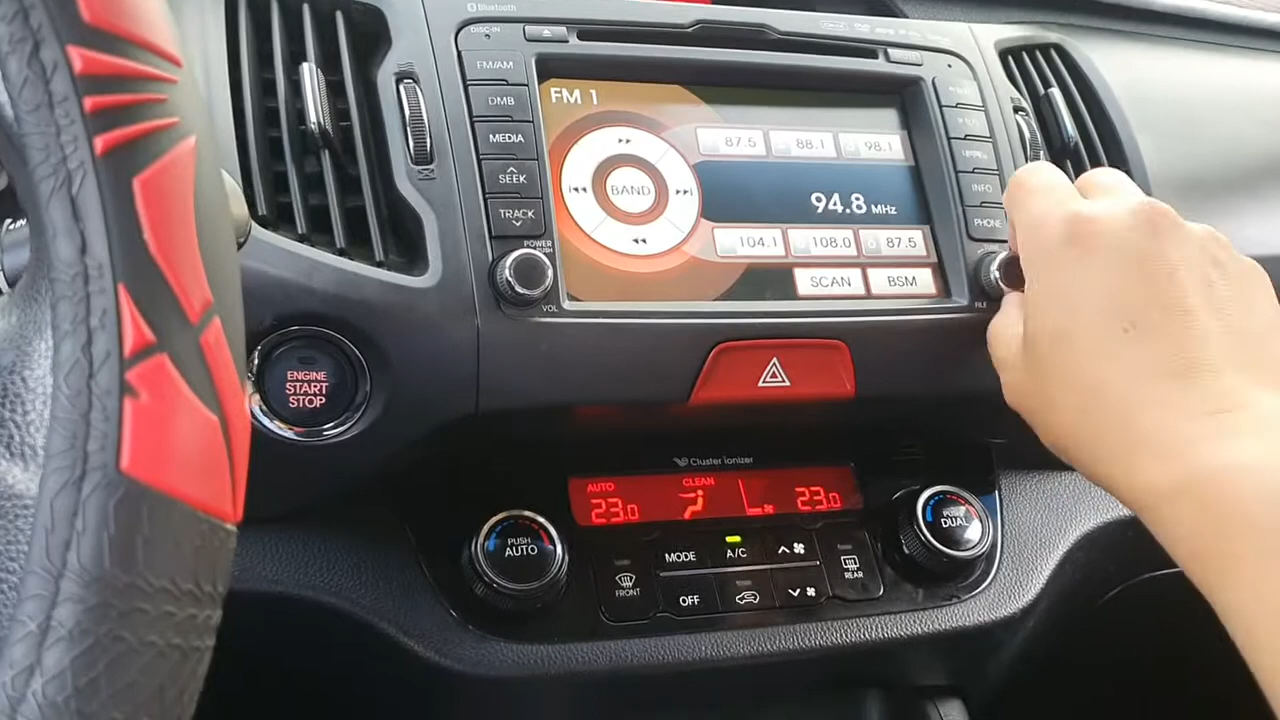 Bluetooth
DISC-IN
FM/AM
DMB
MEDIA
SEEK
TRACK
POWER
PUSH
VOL
FM 1
87.5
88.1
98.1
BAND
94.8 MHz
104.1
108.0
87.5
SCAN
BSM
INFO
PHONE
ENGINE
START
STOP
Cluster ionizer
AUTO
CLEAN
23.0
23.0
PUSH
AUTO
MODE
A/C
FRONT
OFF
REAR
PUSH
DUAL